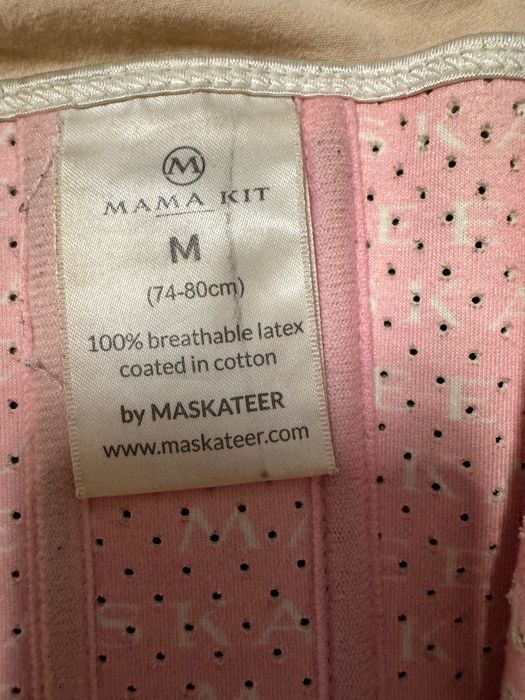 M
MAMA KIT
M
(74-80cm)
100% breathable latex
coated in cotton
by MASKATEER
www.maskateer.com